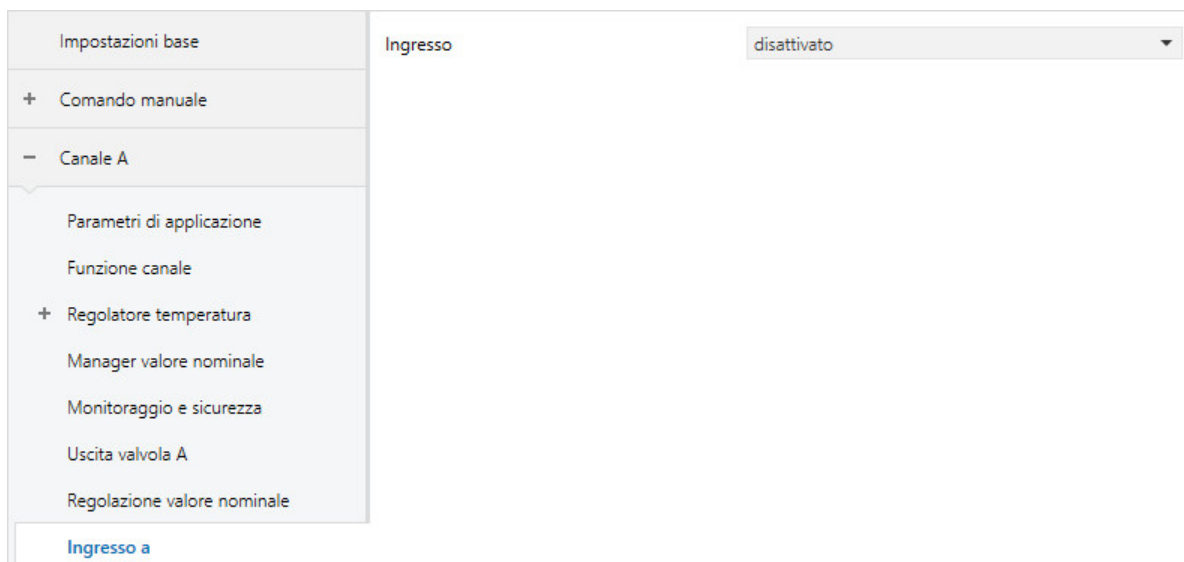 Impostazioni base
Ingresso
disattivato
+ Comando manuale
− Canale A
Parametri di applicazione
Funzione canale
+ Regolatore temperatura
Manager valore nominale
Monitoraggio e sicurezza
Uscita valvola A
Regolazione valore nominale
Ingresso a